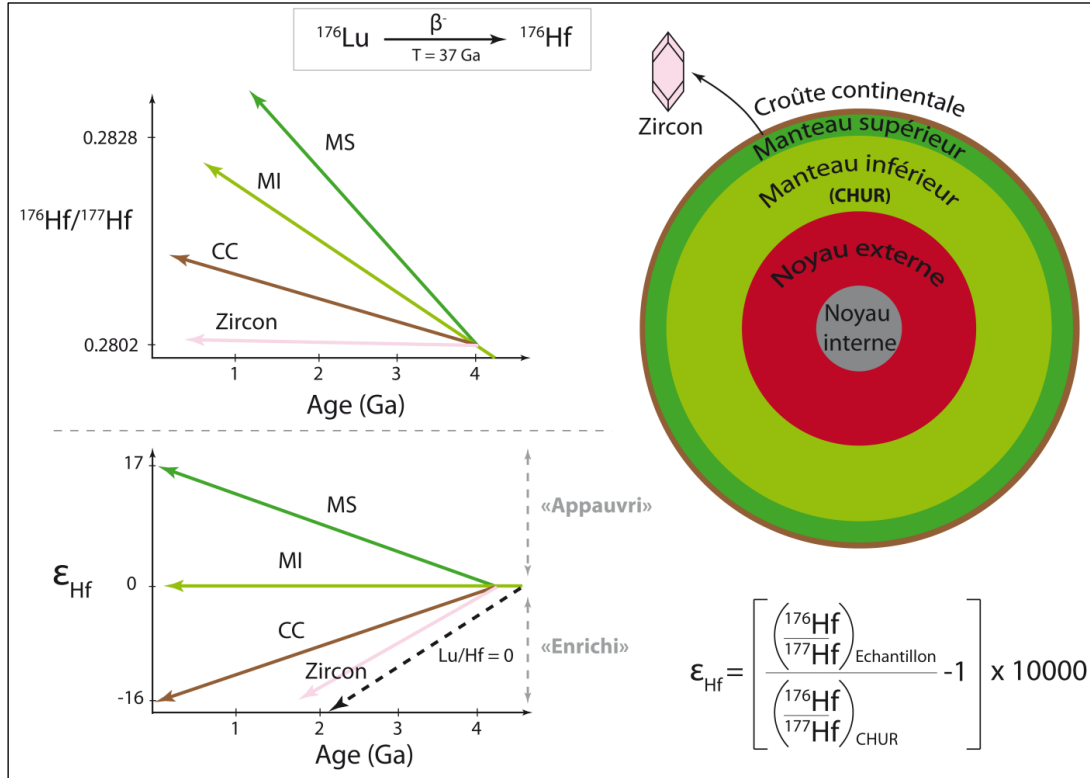 ¹⁷⁶Lu β⁻ ¹⁷⁶Hf
T = 37 Ga
Zircon
Croûte continentale
Manteau supérieur
Manteau inférieur
(CHUR)
Noyau externe
Noyau
interne
0.2828
¹⁷⁶Hf/¹⁷⁷Hf
0.2802
MS
MI
CC
Zircon
1 2 3 4
Age (Ga)
17
εHf
0
-16
MS
MI
CC
Zircon
Lu/Hf = 0
«Appauvri»
«Enrichi»
1 2 3 4
Age (Ga)
εHf = [ (¹⁷⁶Hf/¹⁷⁷Hf)Echantillon / (¹⁷⁶Hf/¹⁷⁷Hf)CHUR -1 ] x 10000